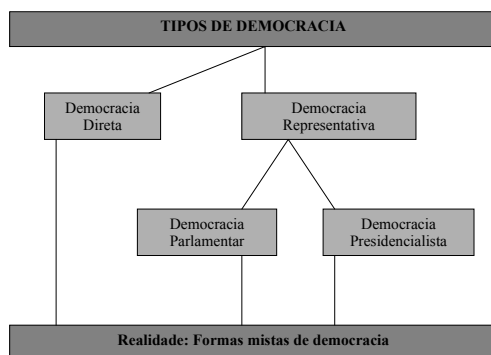 TIPOS DE DEMOCRACIA
Democracia
Direta
Democracia
Representativa
Democracia
Parlamentar
Democracia
Presidencialista
Realidade: Formas mistas de democracia